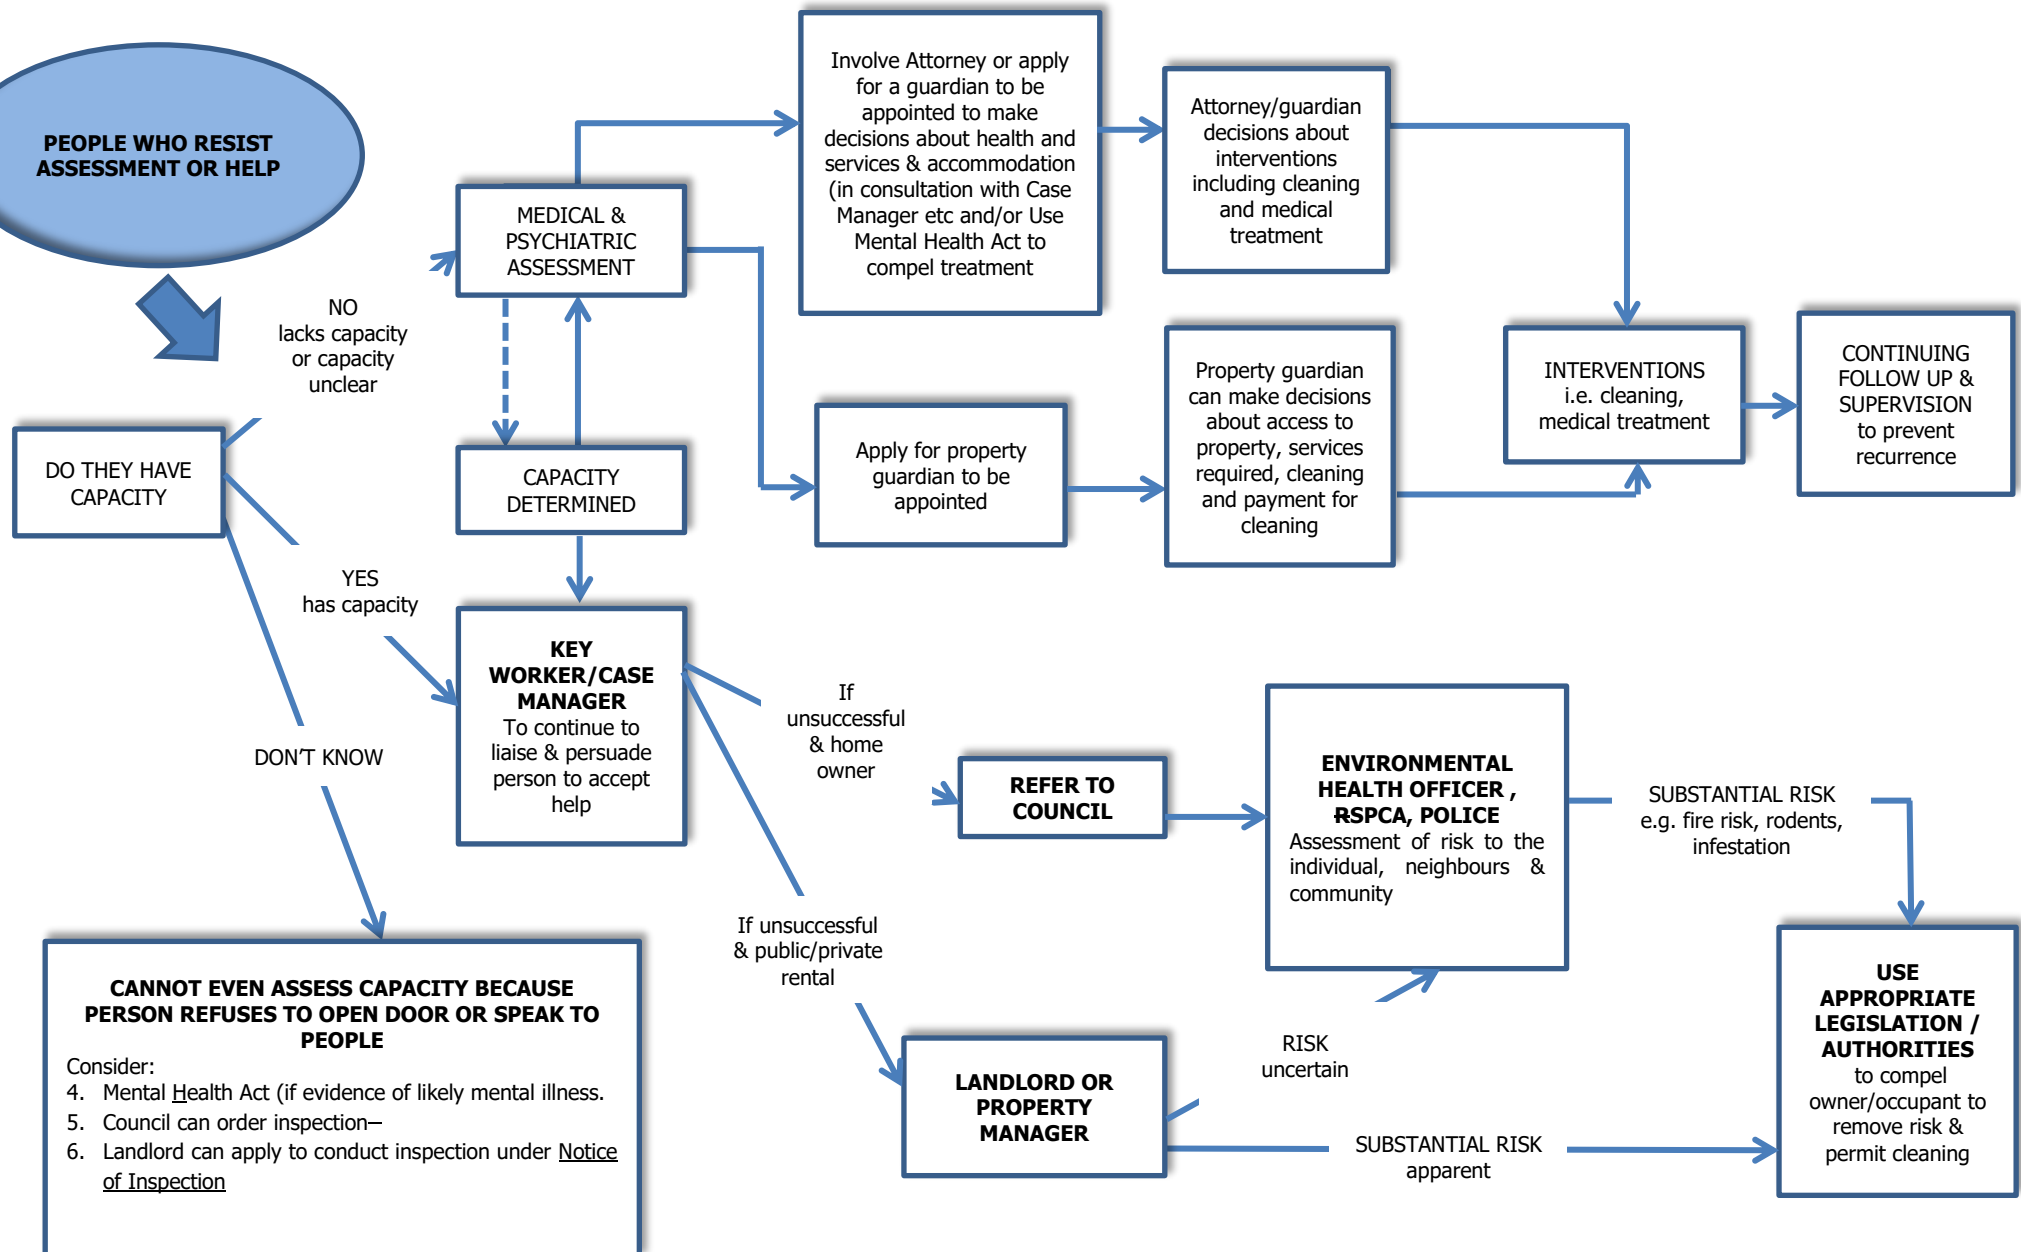 PEOPLE WHO RESIST
ASSESSMENT OR HELP
DO THEY HAVE
CAPACITY
NO
lacks capacity
or capacity
unclear
YES
has capacity
DON'T KNOW
MEDICAL &
PSYCHIATRIC
ASSESSMENT
CAPACITY
DETERMINED
KEY
WORKER/CASE
MANAGER
To continue to
liaise & persuade
person to accept
help
CANNOT EVEN ASSESS CAPACITY BECAUSE
PERSON REFUSES TO OPEN DOOR OR SPEAK TO
PEOPLE
Consider:
4. Mental Health Act (if evidence of likely mental illness.
5. Council can order inspection–
6. Landlord can apply to conduct inspection under Notice
of Inspection
Involve Attorney or apply
for a guardian to be
appointed to make
decisions about health and
services & accommodation
(in consultation with Case
Manager etc and/or Use
Mental Health Act to
compel treatment
Attorney/guardian
decisions about
interventions
including cleaning
and medical
treatment
Apply for property
guardian to be
appointed
Property guardian
can make decisions
about access to
property, services
required, cleaning
and payment for
cleaning
INTERVENTIONS
i.e. cleaning,
medical treatment
CONTINUING
FOLLOW UP &
SUPERVISION
to prevent
recurrence
If
unsuccessful
& home
owner
REFER TO
COUNCIL
ENVIRONMENTAL
HEALTH OFFICER ,
RSPCA, POLICE
Assessment of risk to the
individual, neighbours &
community
SUBSTANTIAL RISK
e.g. fire risk, rodents,
infestation
If unsuccessful
& public/private
rental
LANDLORD OR
PROPERTY
MANAGER
RISK
uncertain
SUBSTANTIAL RISK
apparent
USE
APPROPRIATE
LEGISLATION /
AUTHORITIES
to compel
owner/occupant to
remove risk &
permit cleaning